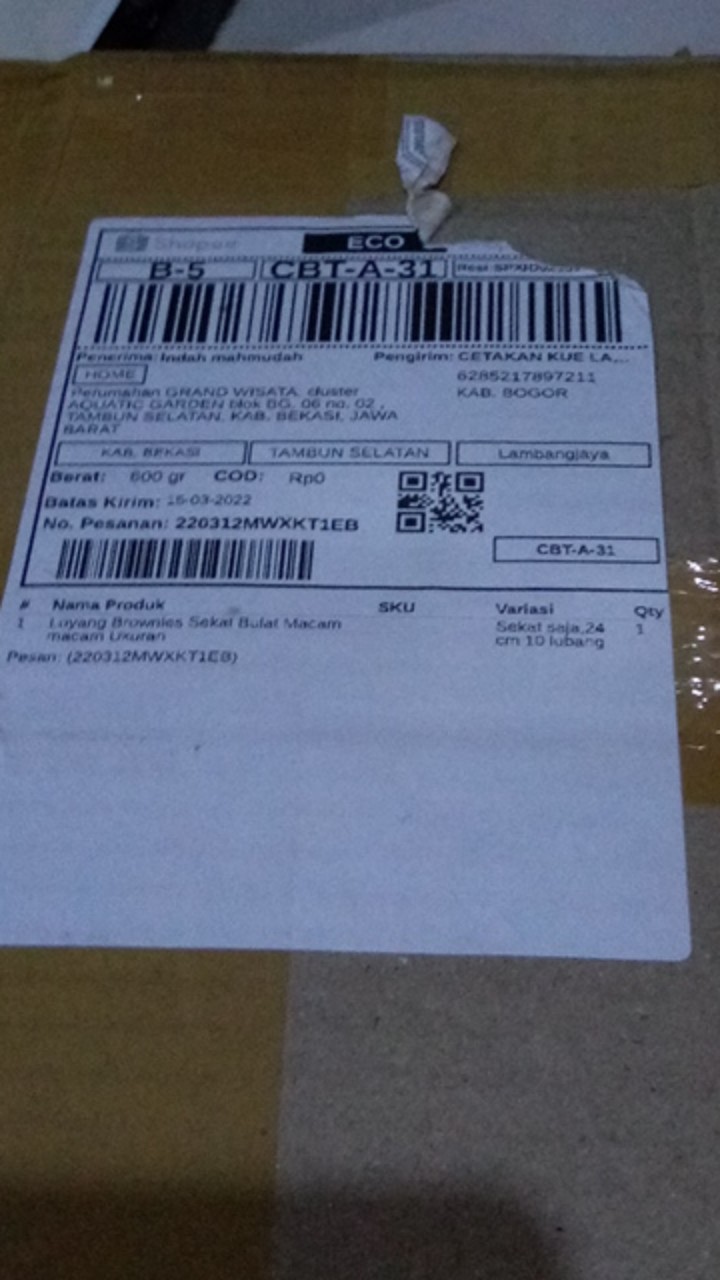 Shopee ECO
B-5 CBT-A-31
Penerima: Indah mahmudah Pengirim: CETAKAN KUE LA...
HOME 6285217897211
Perumahan GRAND WISATA, cluster KAB. BOGOR
AQUATIC GARDEN blok BG. 06 no. 02 ,
TAMBUN SELATAN, KAB. BEKASI, JAWA
BARAT
KAB. BEKASI TAMBUN SELATAN Lambangjaya
Berat: 600 gr COD: Rp0
Batas Kirim: 15-03-2022
No. Pesanan: 220312MWXKT1EB
CBT-A-31
# Nama Produk SKU Variasi Qty
1 Loyang Brownies Sekat Bulat Macam Sekat saja,24 1
macam Ukuran cm 10 lubang
Pesan: (220312MWXKT1EB)